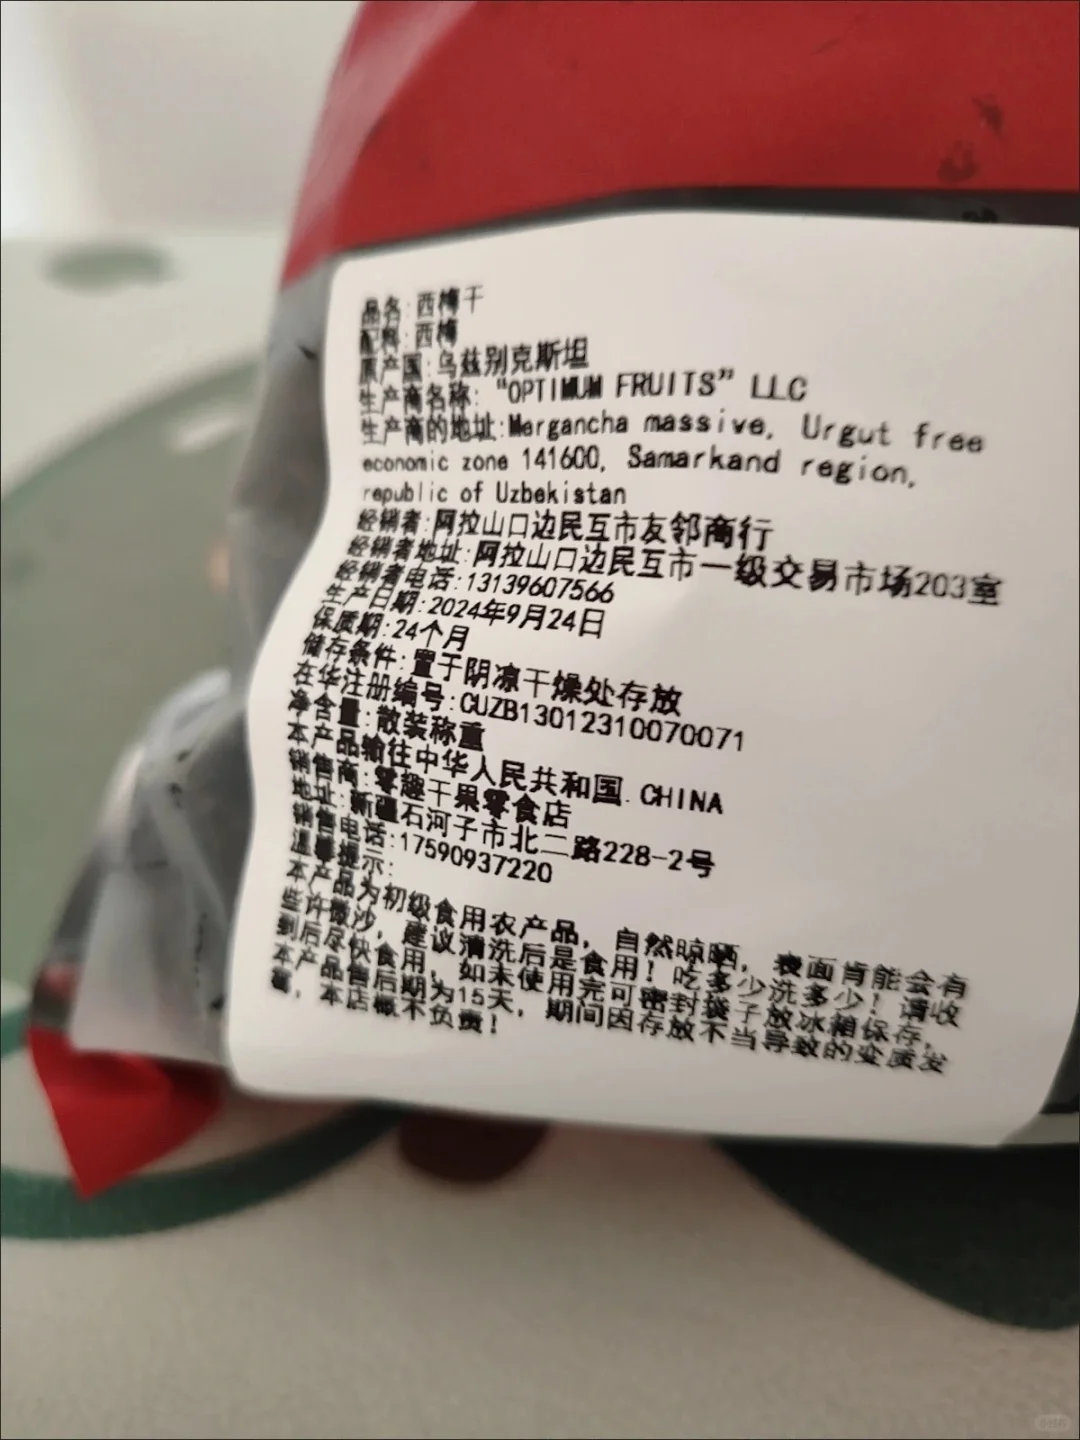 品名:西梅干
配料:西梅
原产国:乌兹别克斯坦
生产商名称:"OPTIMUM FRUITS" LLC
生产商的地址:Mergancha massive, Urgut free
economic zone 141600, Samarkand region,
republic of Uzbekistan
经销者:阿拉山口边民互市友邻商行
经销者地址:阿拉山口边民互市一级交易市场203室
经销者电话:13139607566
生产日期:2024年9月24日
保质期:24个月
储存条件:置于阴凉干燥处存放
在华注册编号:CUZB13012310070071
净含量:散装称重
本产品输往中华人民共和国.CHINA
销售商:零趣干果零食店
地址:新疆石河子市北二路228-2号
销售电话:17590937220
温馨提示:
本产品为初级食用农产品,自然晾晒,表面肯能会有
些许微沙,建议清洗后是食用!吃多少洗多少!请收
到后尽快食用,如未使用完可密封袋子放冰箱保存,
本产品售后期为15天,期间因存放不当导致的变质发
霉,本店概不负责!